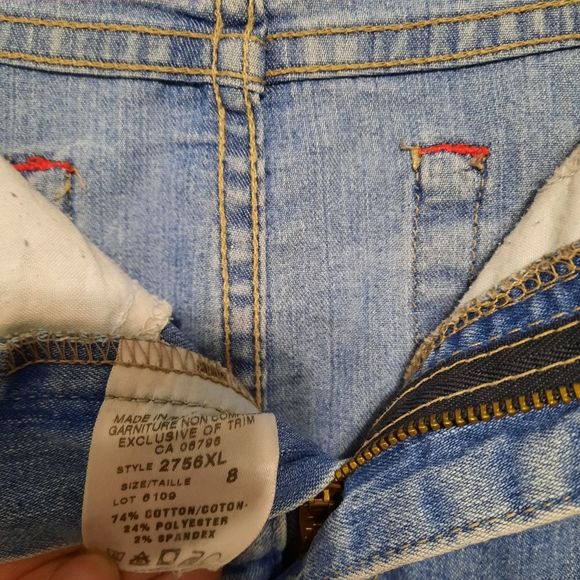 MADE IN
GARNITURE NON
EXCLUSIVE OF TRIM
CA 06796
STYLE 2756XL
SIZE/TAILLE 8
LOT 6109
74% COTTON/COTON
24% POLYESTER
2% SPANDEX